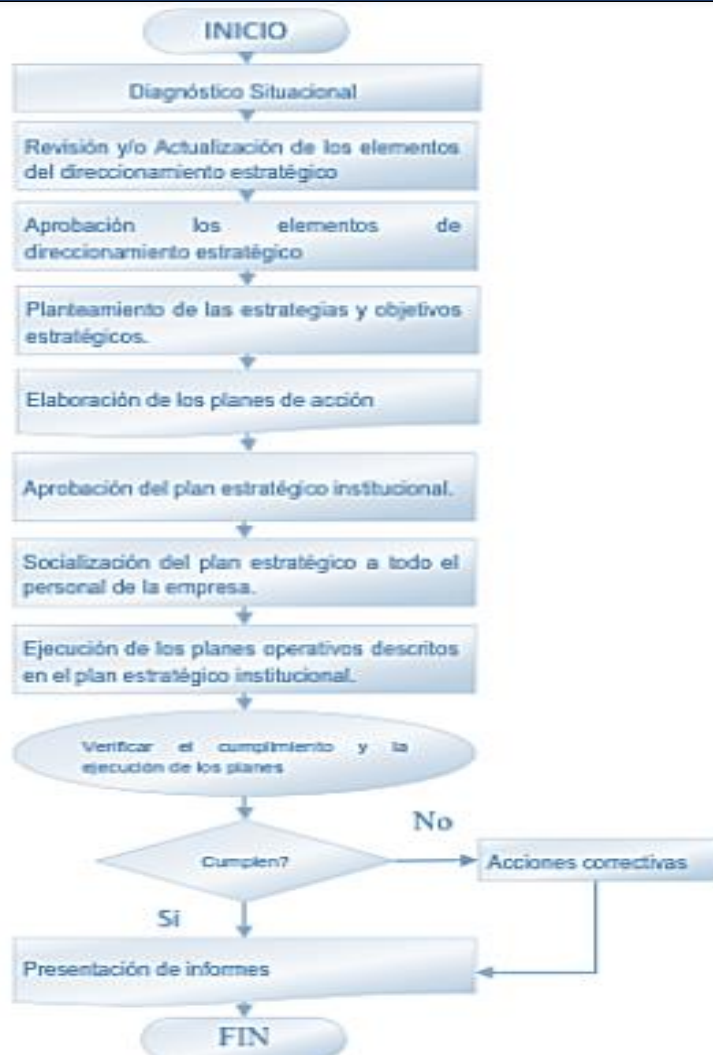 INICIO
Diagnóstico Situacional
Revisión y/o Actualización de los elementos
del direccionamiento estratégico
Aprobación los elementos de
direccionamiento estratégico
Planteamiento de las estrategias y objetivos
estratégicos.
Elaboración de los planes de acción
Aprobación del plan estratégico institucional.
Socialización del plan estratégico a todo el
personal de la empresa.
Ejecución de los planes operativos descritos
en el plan estratégico institucional.
Verificar el cumplimiento y la
ejecución de los planes
No
Cumplen?
Acciones correctivas
Si
Presentación de informes
FIN